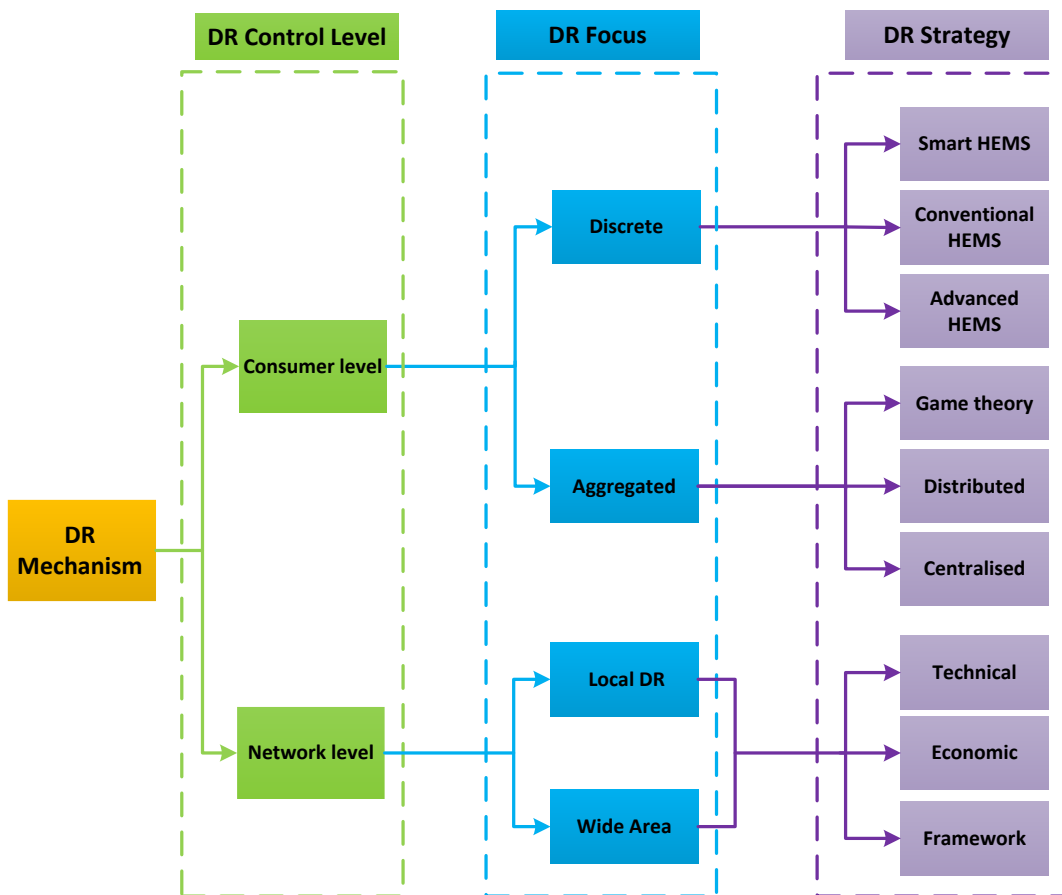 DR Control Level
DR Focus
DR Strategy
Smart HEMS
Discrete
Conventional
HEMS
Advanced
HEMS
Consumer level
Game theory
Aggregated
Distributed
DR
Mechanism
Centralised
Local DR
Technical
Network level
Economic
Wide Area
Framework